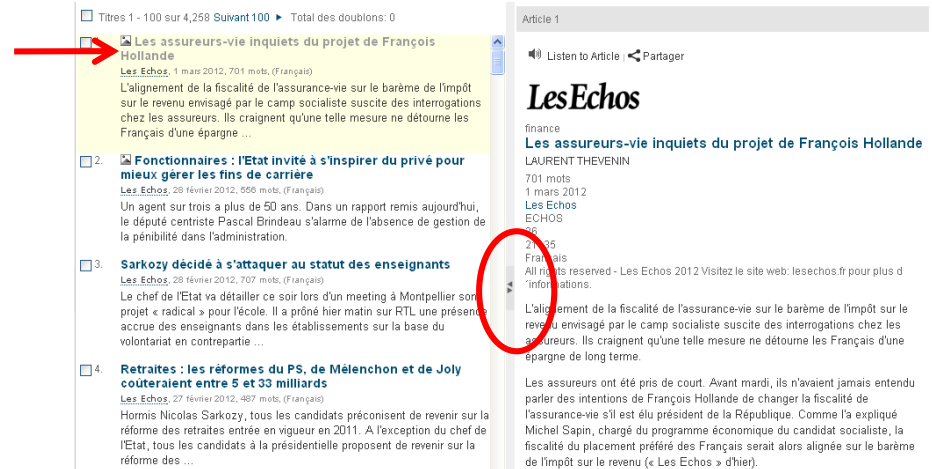 Titres 1 - 100 sur 4,258 Suivant 100 ► Total des doublons: 0
Les assureurs-vie inquiets du projet de François
Hollande
Les Echos, 1 mars 2012, 701 mots, (Français)
L'alignement de la fiscalité de l'assurance-vie sur le barème de l'impôt
sur le revenu envisagé par le camp socialiste suscite des interrogations
chez les assureurs. Ils craignent qu'une telle mesure ne détourne les
Français d'une épargne ...
2. Fonctionnaires : l'Etat invité à s'inspirer du privé pour
mieux gérer les fins de carrière
Les Echos, 28 février 2012, 556 mots, (Français)
Un agent sur trois a plus de 50 ans. Dans un rapport remis aujourd'hui,
le député centriste Pascal Brindeau s'alarme de l'absence de gestion de
la pénibilité dans l'administration.
3. Sarkozy décidé à s'attaquer au statut des enseignants
Les Echos, 28 février 2012, 707 mots, (Français)
Le chef de l'Etat va détailler ce soir lors d'un meeting à Montpellier son
projet « radical » pour l'école. Il a prôné hier matin sur RTL une présence
accrue des enseignants dans les établissements sur la base du
volontariat en contrepartie ...
4. Retraites : les réformes du PS, de Mélenchon et de Joly
coûteraient entre 5 et 33 milliards
Les Echos, 27 février 2012, 487 mots, (Français)
Hormis Nicolas Sarkozy, tous les candidats préconisent de revenir sur la
réforme des retraites entrée en vigueur en 2011. A l'exception du chef de
l'Etat, tous les candidats à la présidentielle proposent de revenir sur la
réforme des ...
Article 1
Listen to Article | Partager
Les Echos
finance
Les assureurs-vie inquiets du projet de François Hollande
LAURENT THEVENIN
701 mots
1 mars 2012
Les Echos
ECHOS
26
Français
All rights reserved - Les Echos 2012 Visitez le site web: lesechos.fr pour plus d
´informations.
L'alignement de la fiscalité de l'assurance-vie sur le barème de l'impôt sur le
revenu envisagé par le camp socialiste suscite des interrogations chez les
assureurs. Ils craignent qu'une telle mesure ne détourne les Français d'une
épargne de long terme.
Les assureurs ont été pris de court. Avant mardi, ils n'avaient jamais entendu
parler des intentions de François Hollande de changer la fiscalité de
l'assurance-vie s'il est élu président de la République. Comme l'a expliqué
Michel Sapin, chargé du programme économique du candidat socialiste, la
fiscalité du placement préféré des Français serait alors alignée sur le barème
de l'impôt sur le revenu (« Les Echos » d'hier).